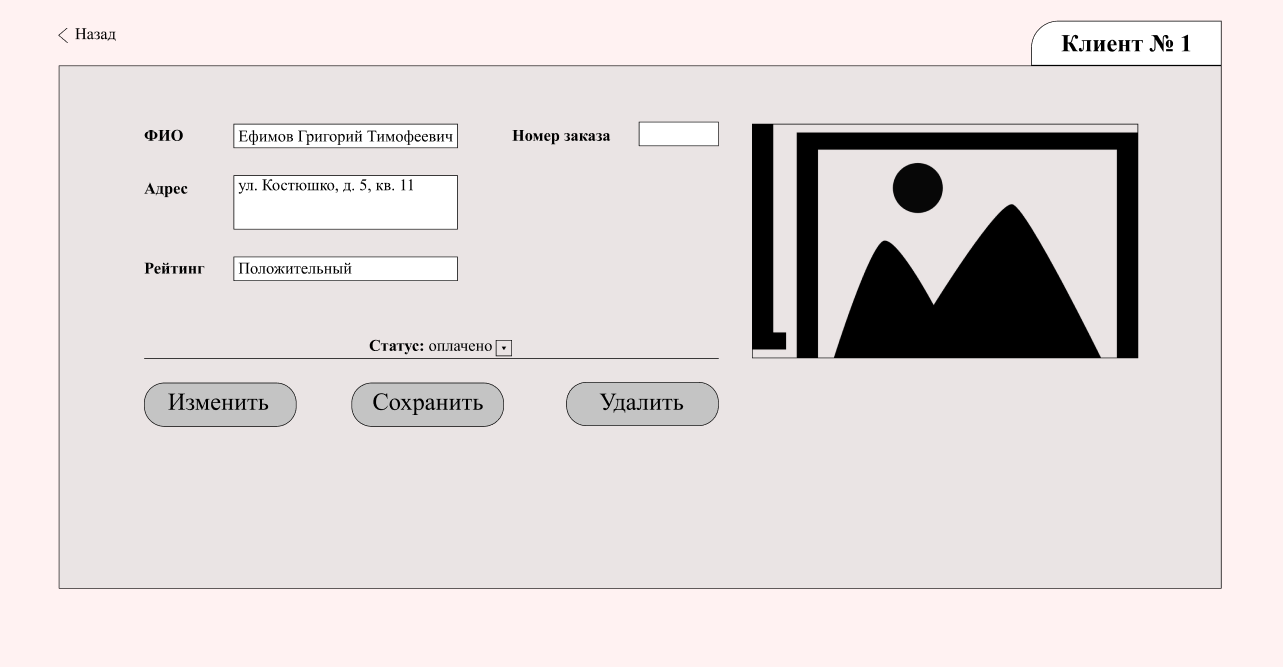 Назад
Клиент № 1
ФИО
Ефимов Григорий Тимофеевич
Номер заказа
Адрес
ул. Костюшко, д. 5, кв. 11
Рейтинг
Положительный
Статус: оплачено
Изменить
Сохранить
Удалить